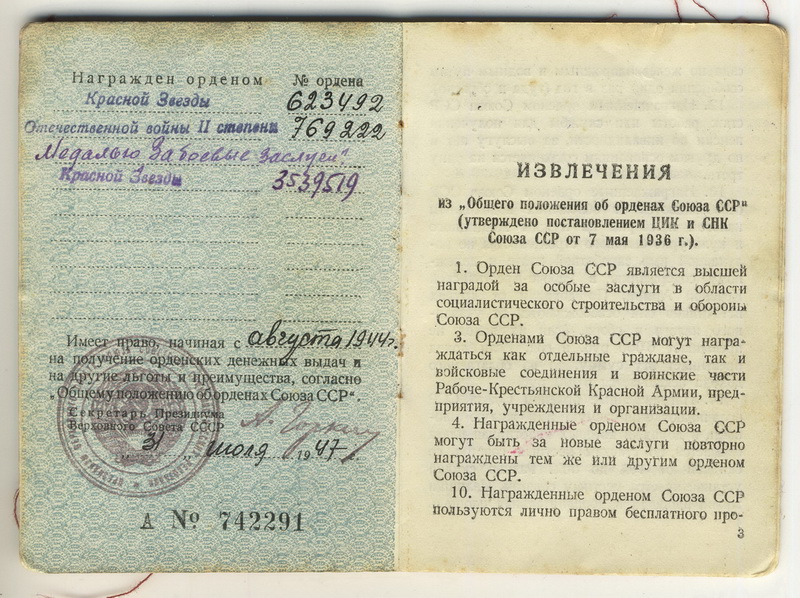 Награжден орденом № ордена
Красной Звезды 623492
Отечественной войны II степени 769222
Медалью "За боевые заслуги"
Красной Звезды 3539519
Имеет право, начиная с августа 1944 г.
на получение орденских денежных выдач и
на другие льготы и преимущества, согласно
„Общему положению об орденах Союза ССР".
Секретарь Президиума
Верховного Совета СССР А. Горкин
„31" июля 1947 г.
А № 742291
ИЗВЛЕЧЕНИЯ
из „Общего положения об орденах Союза ССР"
(утверждено постановлением ЦИК и СНК
Союза ССР от 7 мая 1936 г.).
1. Орден Союза ССР является высшей
наградой за особые заслуги в области
социалистического строительства и обороны
Союза ССР.
3. Орденами Союза ССР могут награ-
ждаться как отдельные граждане, так и
войсковые соединения и воинские части
Рабоче-Крестьянской Красной Армии, пред-
приятия, учреждения и организации.
4. Награжденные орденом Союза ССР
могут быть за новые заслуги повторно
награждены тем же или другим орденом
Союза ССР.
10. Награжденные орденом Союза ССР
пользуются лично правом бесплатного про-
3